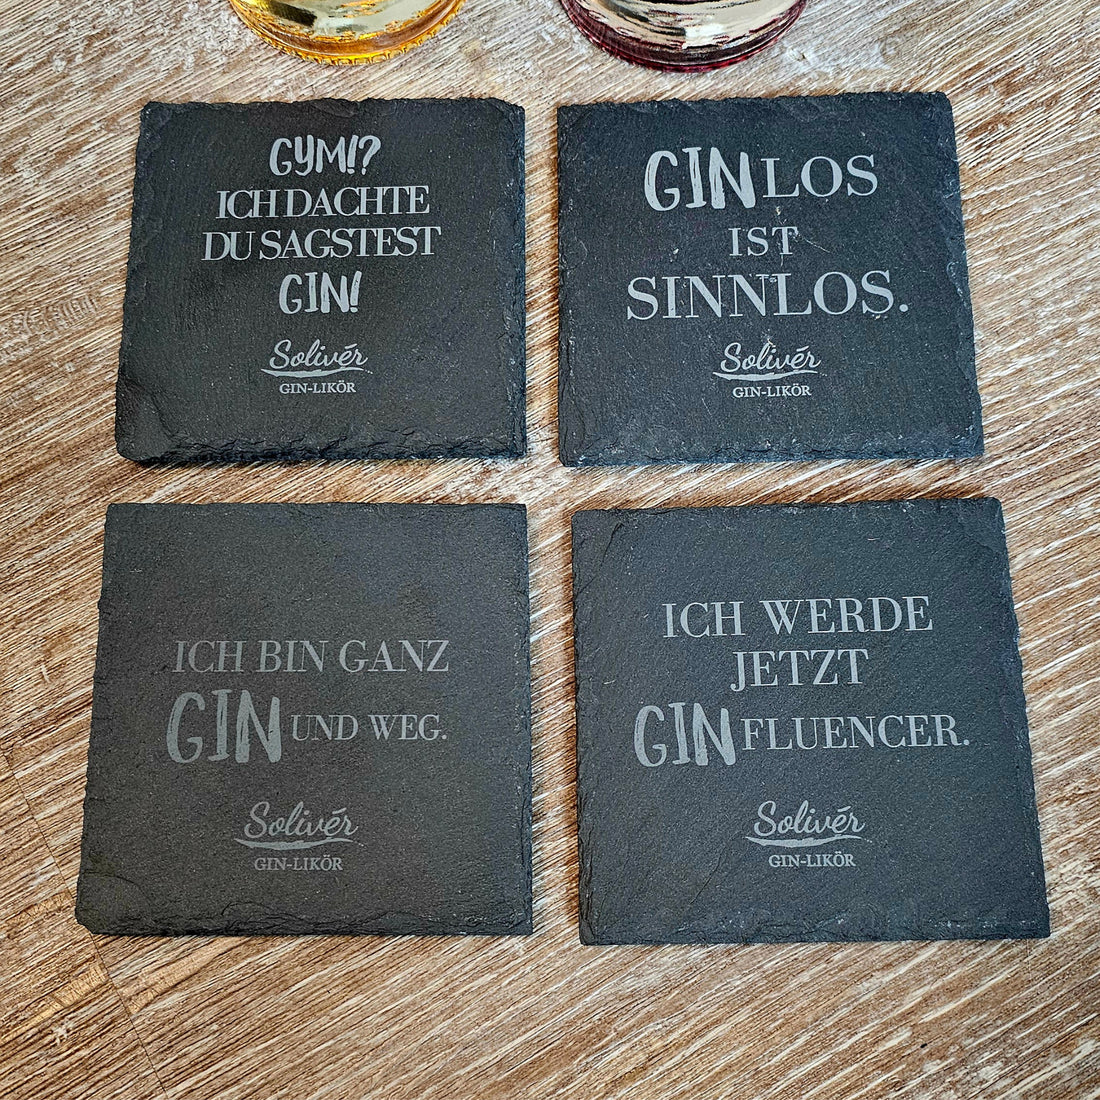 GYM!?
ICH DACHTE
DU SAGSTEST
GIN!
Solivér
GIN-LIKÖR
GINLOS
IST
SINNLOS.
Solivér
GIN-LIKÖR
ICH BIN GANZ
GIN UND WEG.
Solivér
GIN-LIKÖR
ICH WERDE
JETZT
GINFLUENCER.
Solivér
GIN-LIKÖR